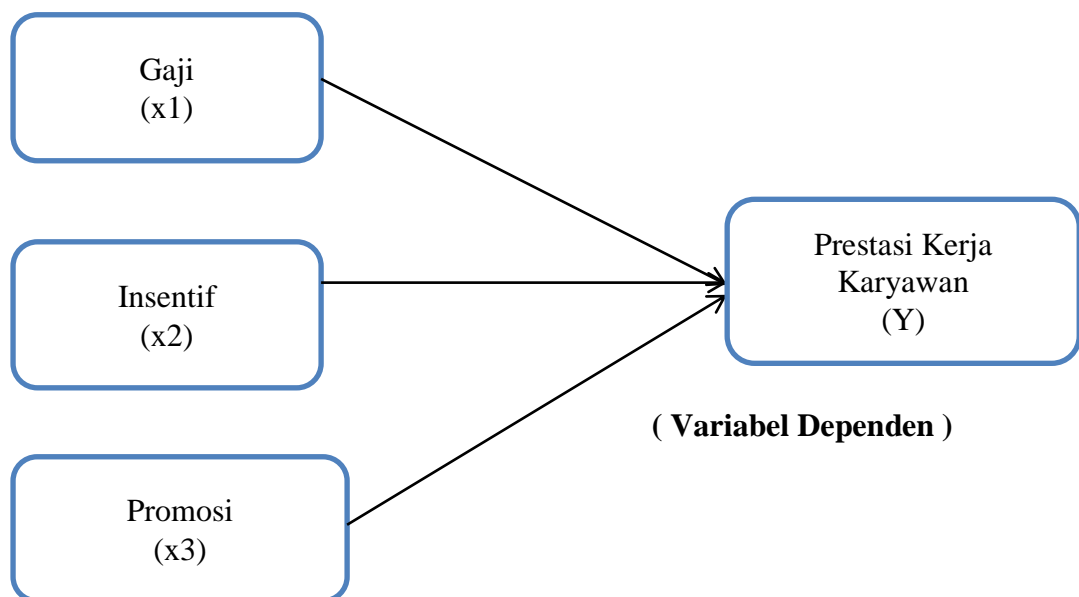 Gaji
(x1)
Insentif
(x2)
Promosi
(x3)
Prestasi Kerja
Karyawan
(Y)
( Variabel Dependen )